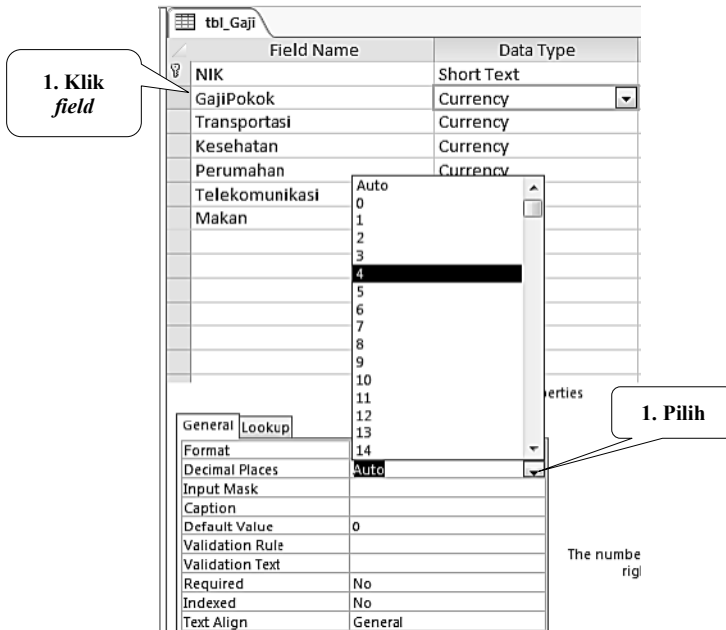 tbl_Gaji
Field Name Data Type
NIK Short Text
GajiPokok Currency
Transportasi Currency
Kesehatan Currency
Perumahan Currency
Telekomunikasi
Makan
1. Klik
field
Auto
0
1
2
3
4
5
6
7
8
9
10
11
12
13
14
erties
1. Pilih
General Lookup
Format
Decimal Places Auto
Input Mask
Caption
Default Value 0
Validation Rule
Validation Text
Required No
Indexed No
Text Align General
The numbe
rig